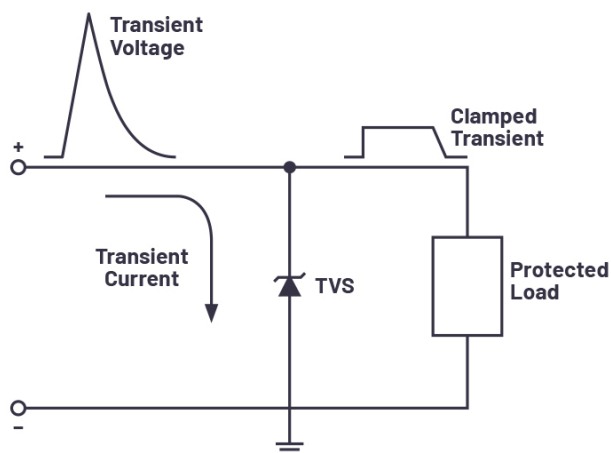 Transient
Voltage
Clamped
Transient
+
Transient
Current
TVS
Protected
Load
–